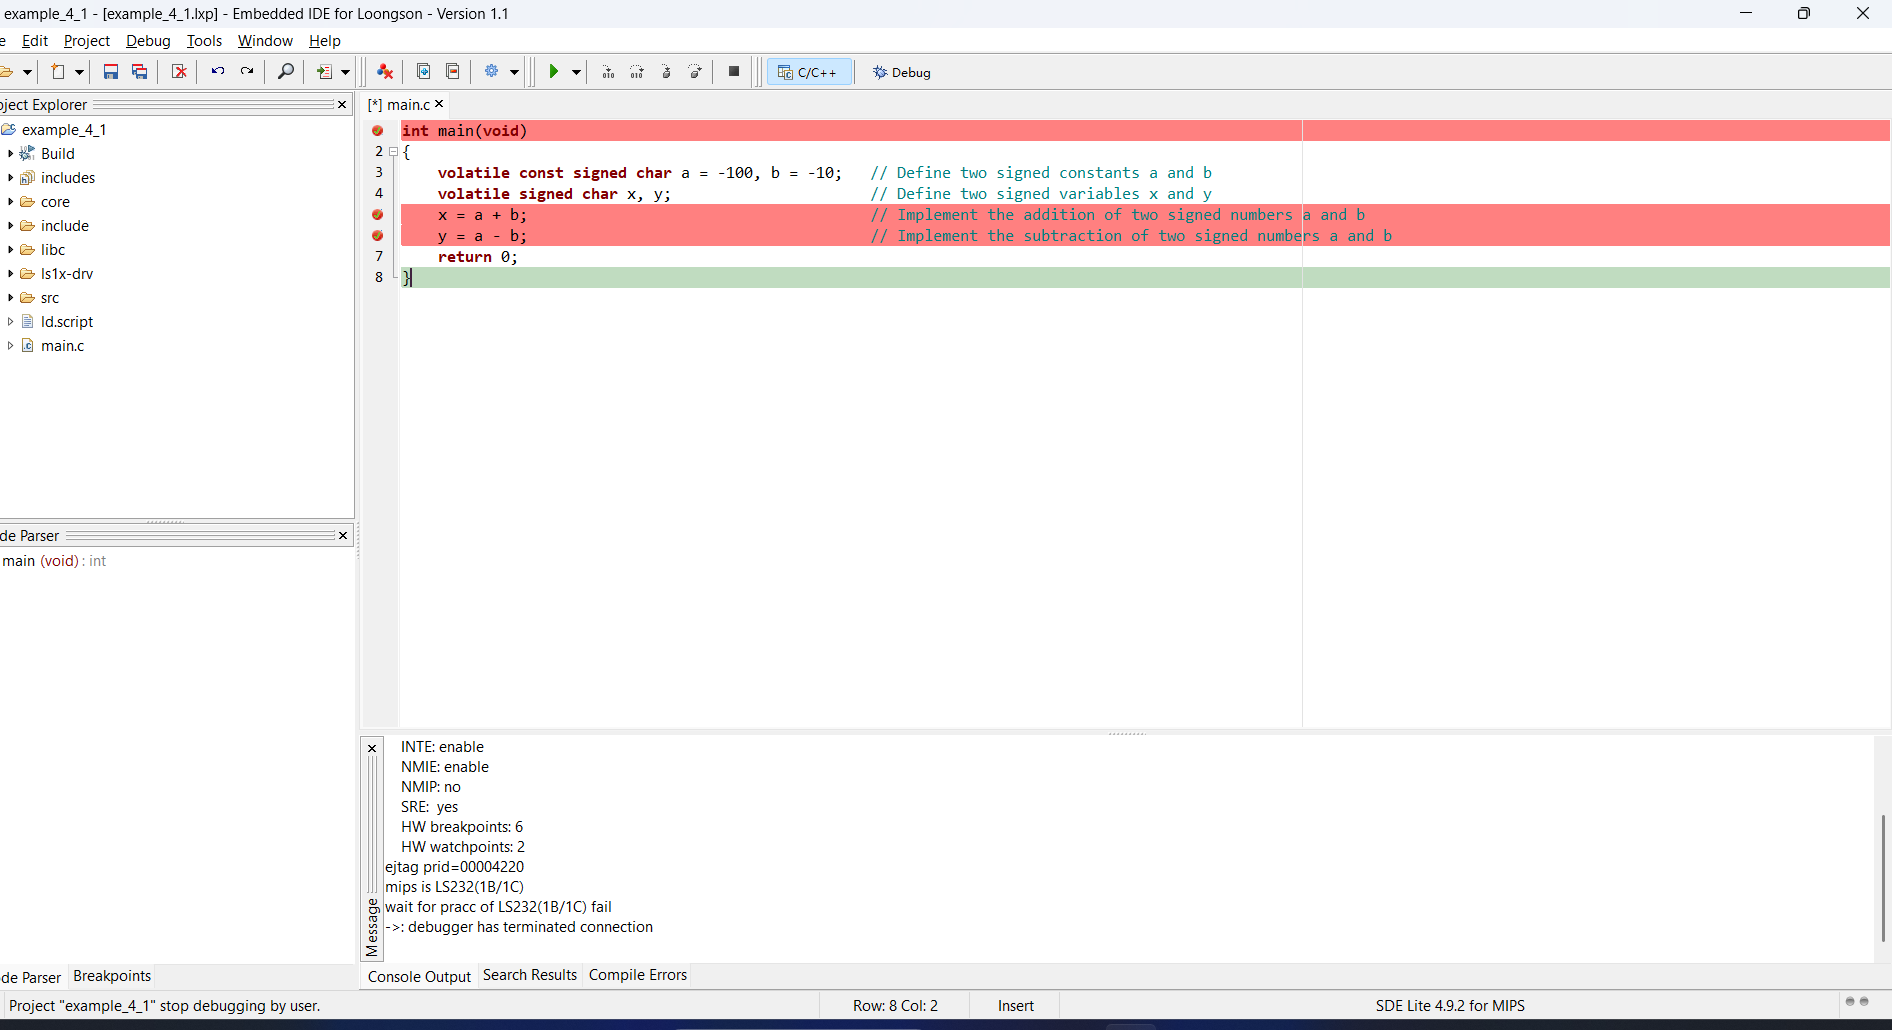 example_4_1 - [example_4_1.lxp] - Embedded IDE for Loongson - Version 1.1
e Edit Project Debug Tools Window Help
C/C++ Debug
oject Explorer
[*] main.c
example_4_1
Build
includes
core
include
libc
ls1x-drv
src
ld.script
main.c
int main(void)
2 {
3 volatile const signed char a = -100, b = -10; // Define two signed constants a and b
4 volatile signed char x, y; // Define two signed variables x and y
x = a + b; // Implement the addition of two signed numbers a and b
y = a - b; // Implement the subtraction of two signed numbers a and b
7 return 0;
8 }
de Parser
main (void) : int
INTE: enable
NMIE: enable
NMIP: no
SRE: yes
HW breakpoints: 6
HW watchpoints: 2
ejtag prid=00004220
mips is LS232(1B/1C)
wait for pracc of LS232(1B/1C) fail
->: debugger has terminated connection
Message
de Parser Breakpoints
Console Output Search Results Compile Errors
Project "example_4_1" stop debugging by user. Row: 8 Col: 2 Insert SDE Lite 4.9.2 for MIPS